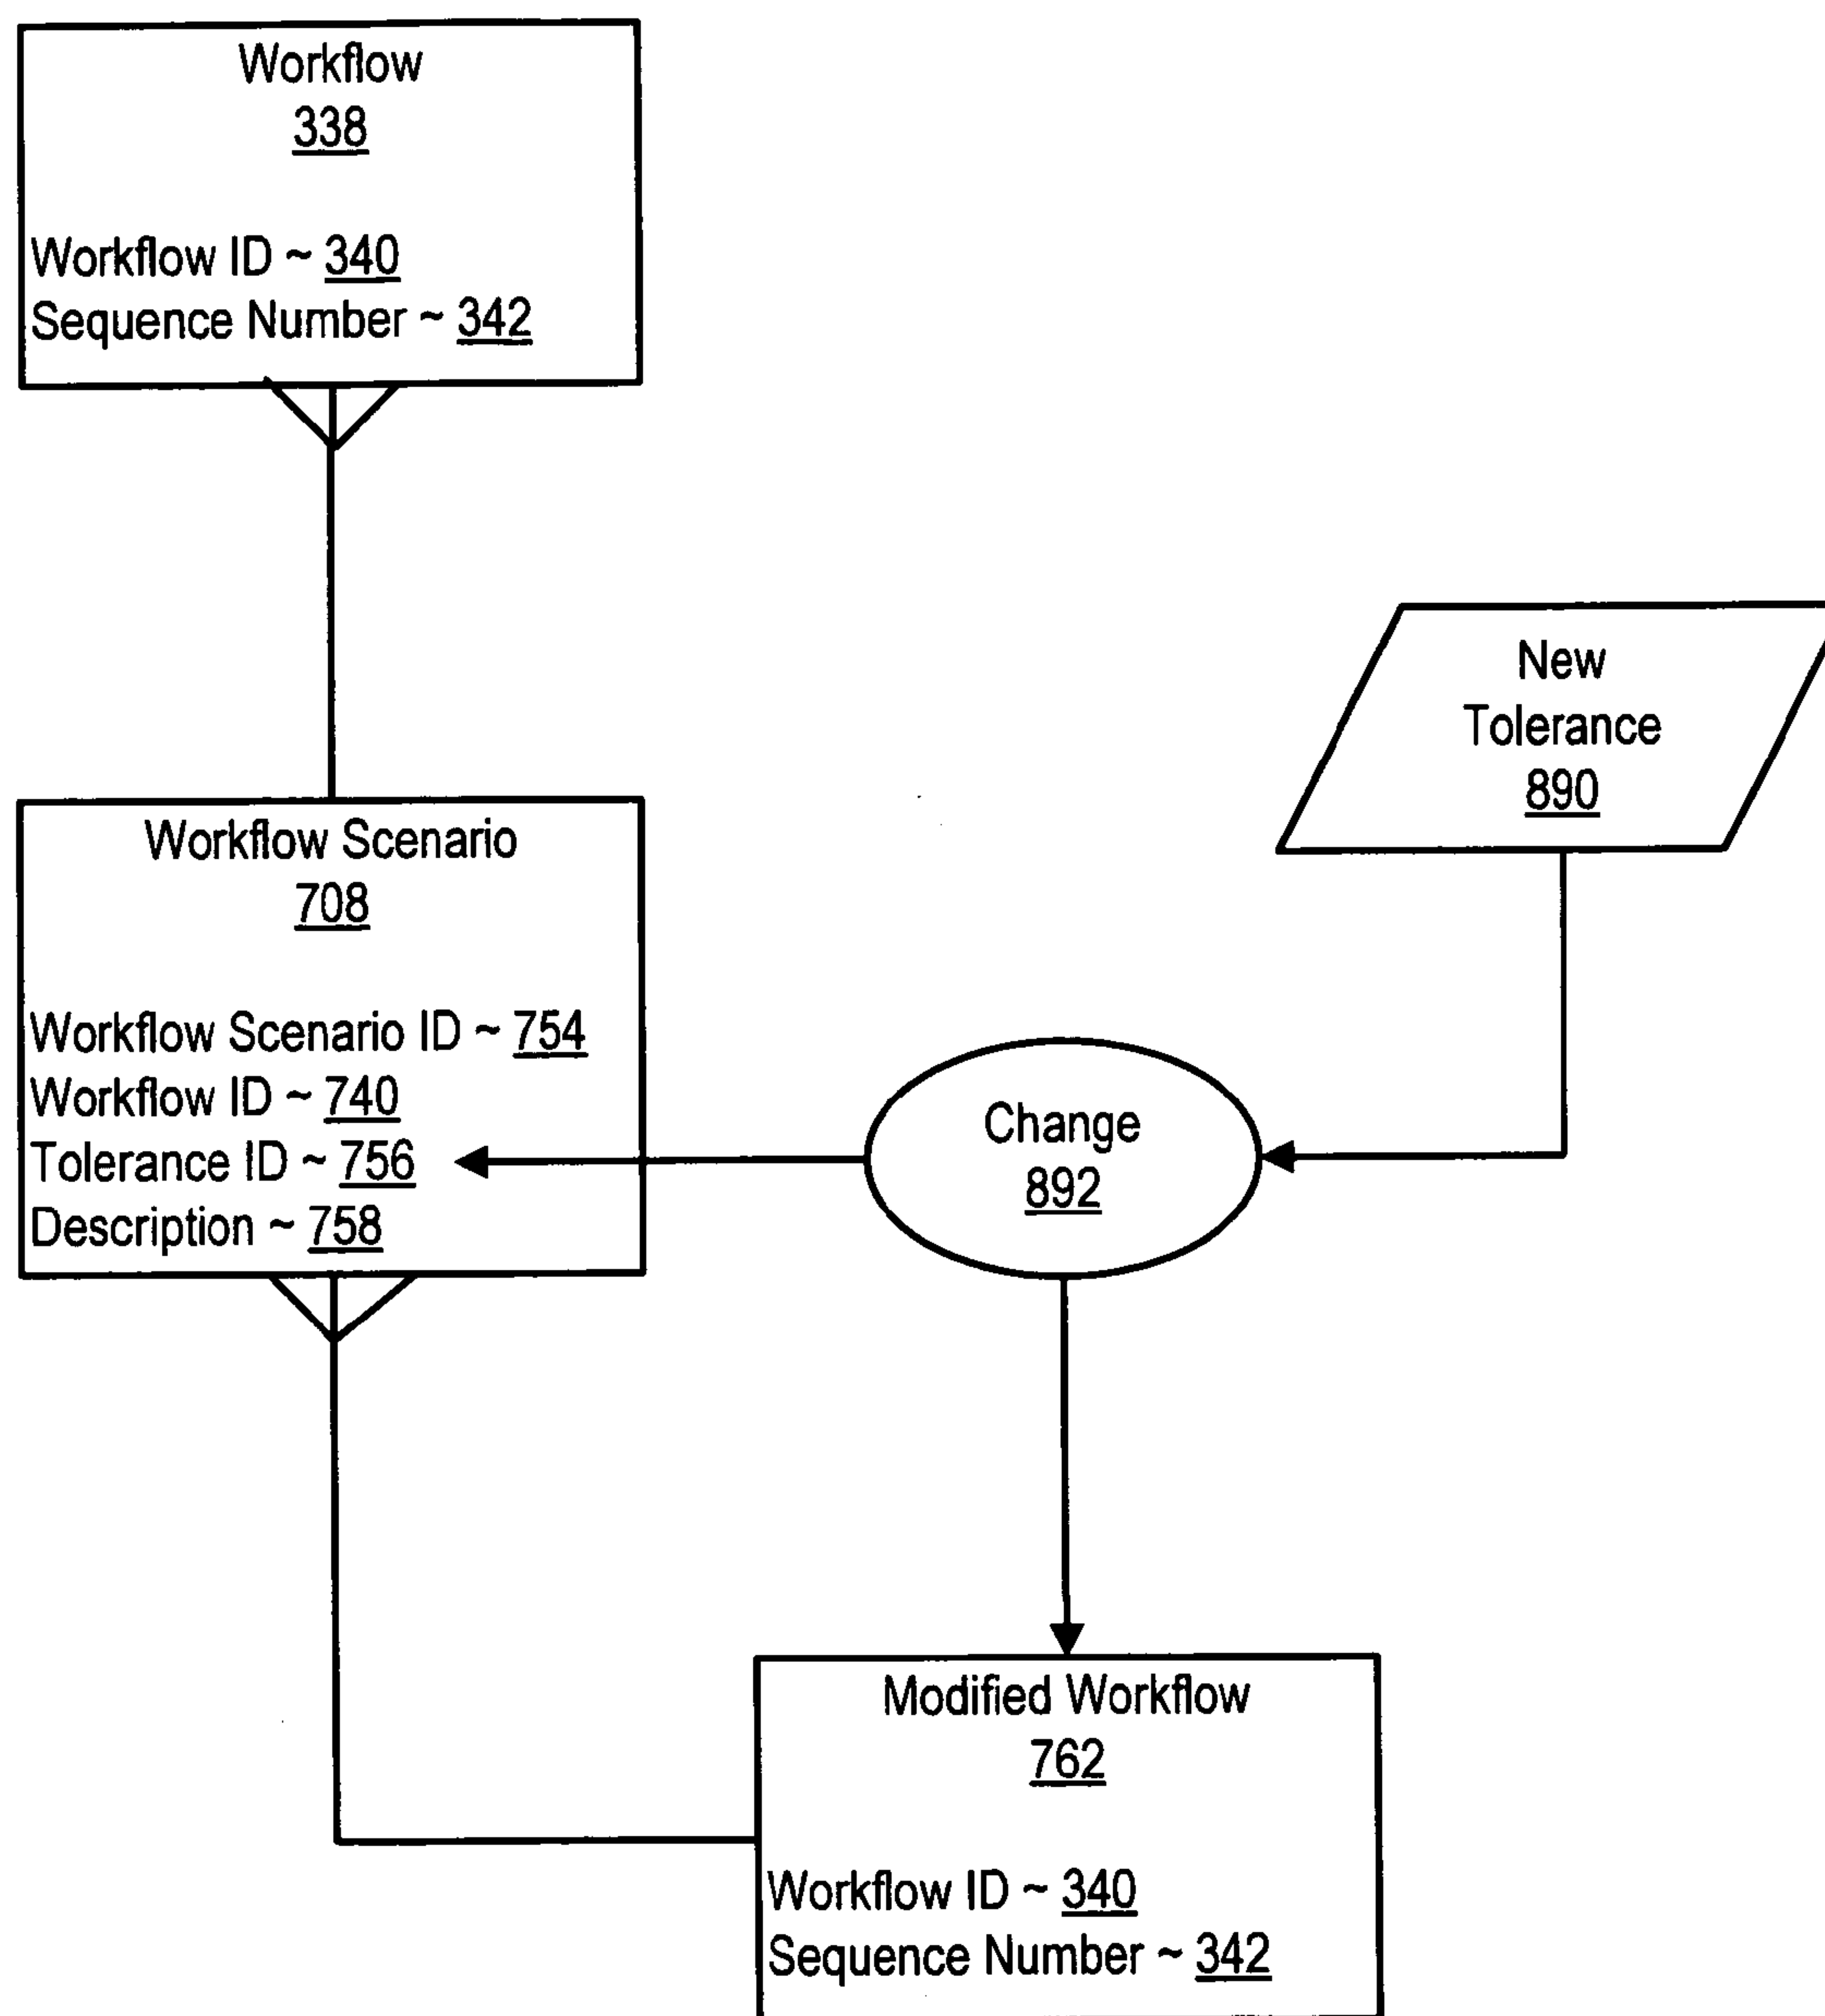 Workflow
338
Workflow ID ~ 340
Sequence Number ~ 342
New
Tolerance
890
Workflow Scenario
708
Workflow Scenario ID ~ 754
Workflow ID ~ 740
Tolerance ID ~ 756
Description ~ 758
Change
892
Modified Workflow
762
Workflow ID ~ 340
Sequence Number ~ 342